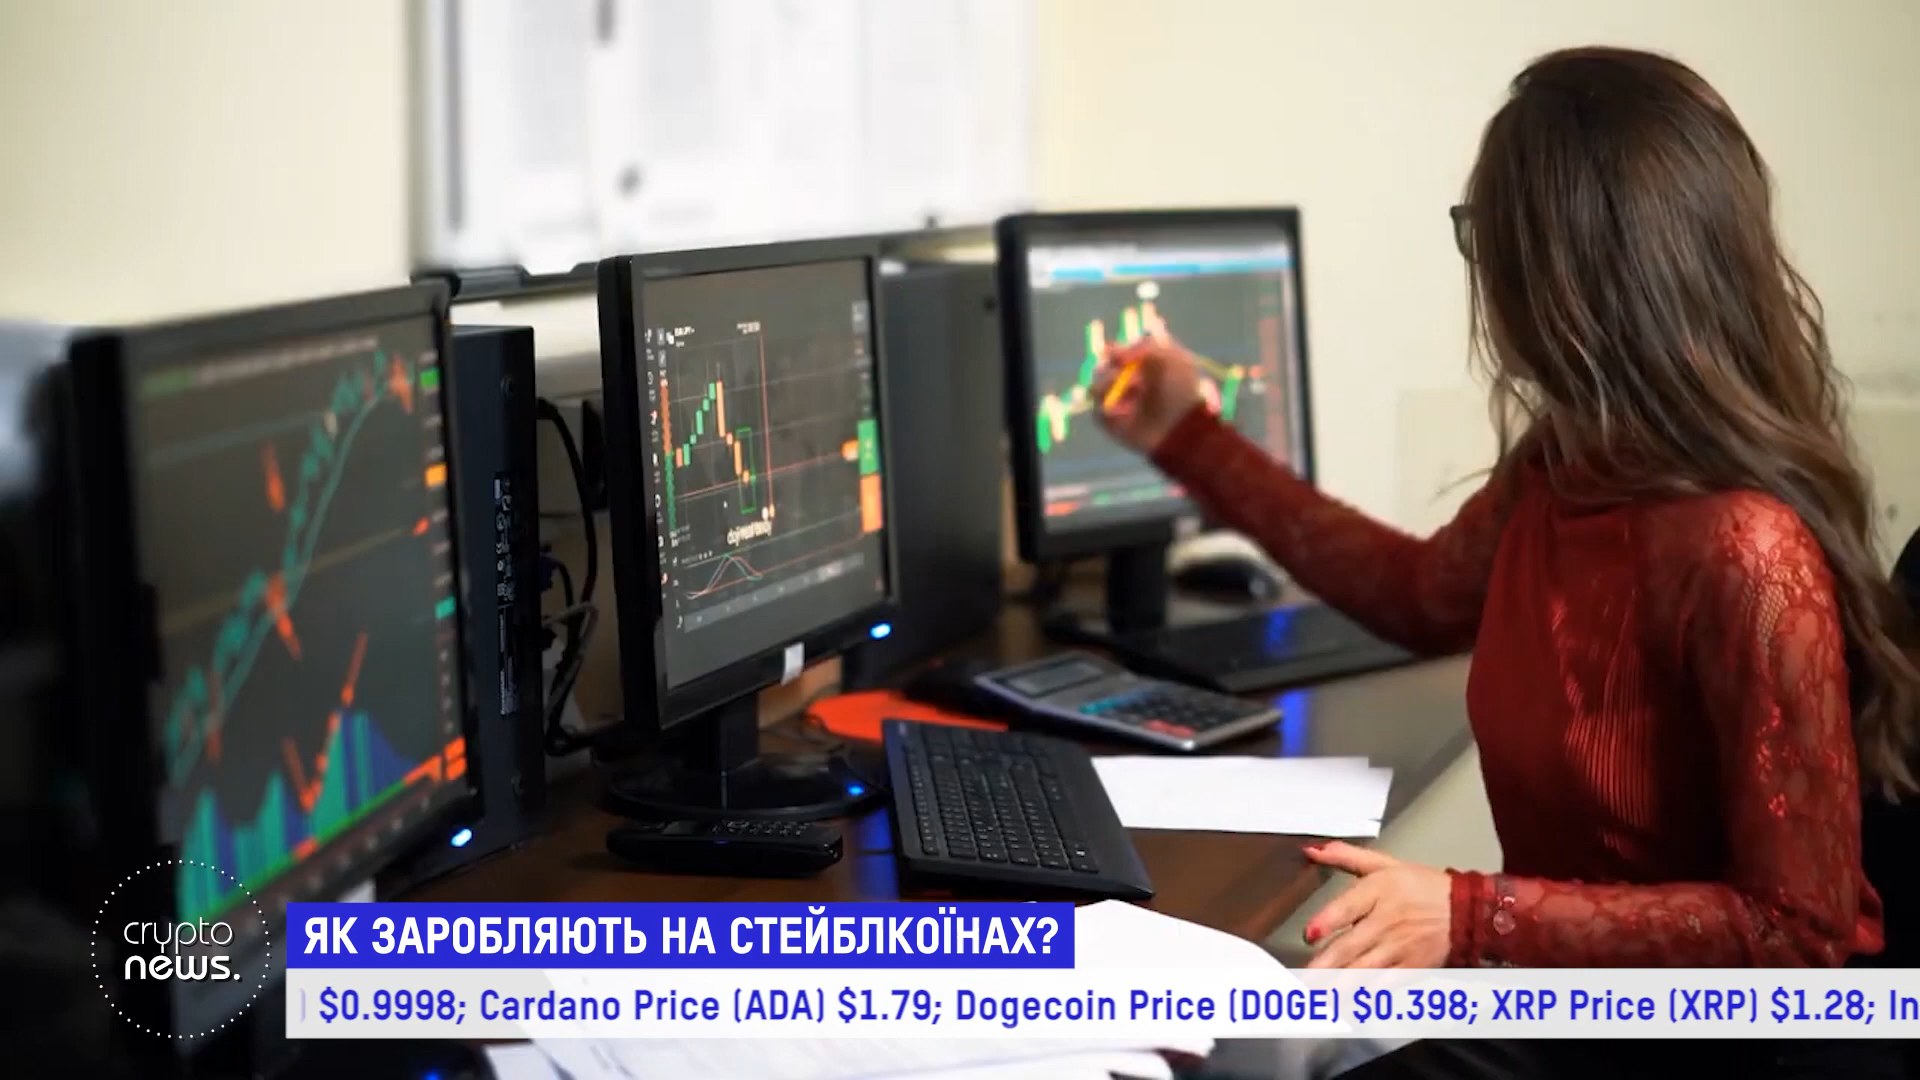 ЯК ЗАРОБЛЯЮТЬ НА СТЕЙБЛКОЇНАХ?
crypto
news.
$0.9998; Cardano Price (ADA) $1.79; Dogecoin Price (DOGE) $0.398; XRP Price (XRP) $1.28; In